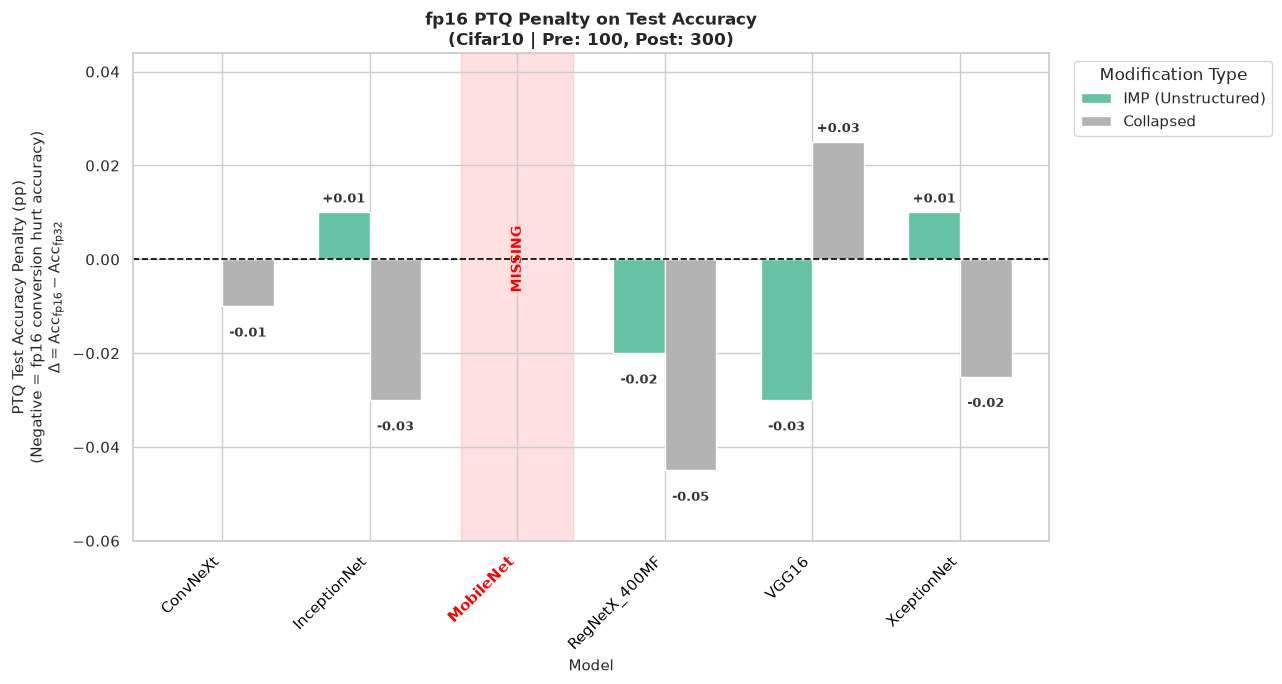 fp16 PTQ Penalty on Test Accuracy
(Cifar10 | Pre: 100, Post: 300)
PTQ Test Accuracy Penalty (pp)
(Negative = fp16 conversion hurt accuracy)
Δ = Acc_fp16 − Acc_fp32
0.04
0.02
0.00
−0.02
−0.04
−0.06
-0.01
+0.01
-0.03
MISSING
-0.02
-0.05
-0.03
+0.03
+0.01
-0.02
ConvNeXt
InceptionNet
MobileNet
RegNetX_400MF
VGG16
XceptionNet
Model
Modification Type
IMP (Unstructured)
Collapsed